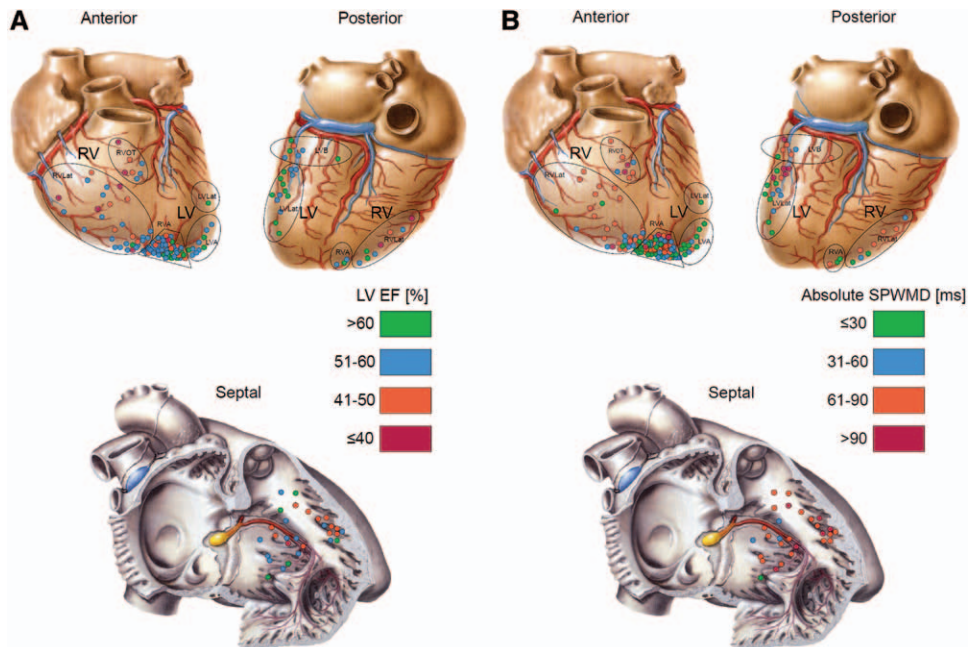 A
Anterior
Posterior
RV
RVOT
RVLat
LV
LVLat
RVA
LVA
LVB
LVLat
LV
RV
RVLat
RVA
LV EF [%]
>60
51-60
41-50
≤40
Septal
B
Anterior
Posterior
RV
RVOT
RVLat
LV
LVLat
RVA
LVA
LVB
LVLat
LV
RV
RVLat
RVA
Absolute SPWMD [ms]
≤30
31-60
61-90
>90
Septal